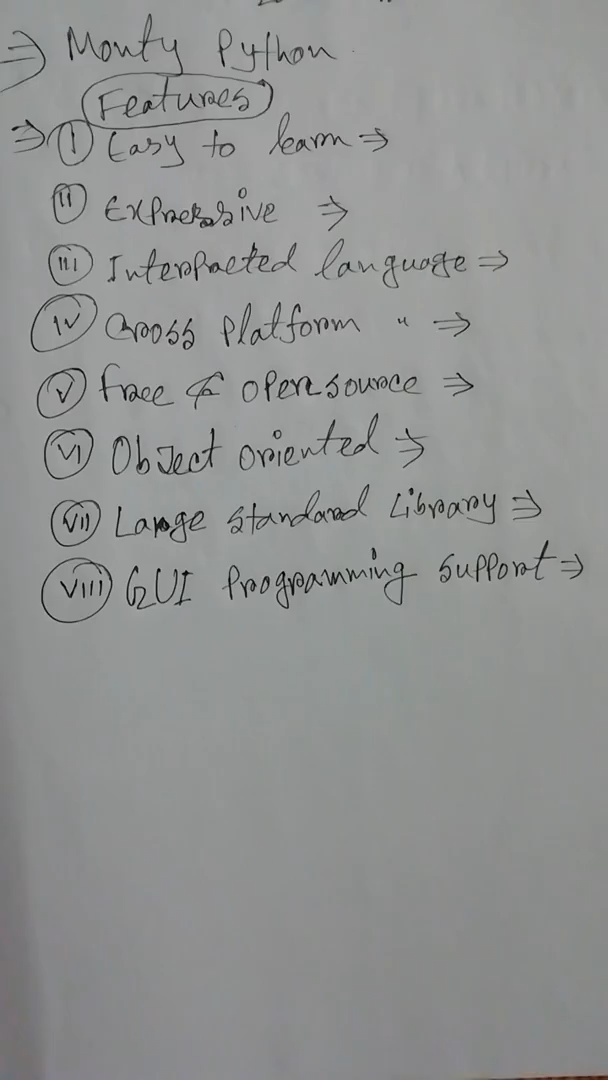 ⇒ Monty Python.
Features
⇒ (I) Easy to learn ⇒
(II) Expressive ⇒
(III) Interpreted language ⇒
(IV) Cross Platform " ⇒
(V) Free & open source ⇒
(VI) Object oriented ⇒
(VII) Large Standard Library ⇒
(VIII) GUI Programming Support ⇒